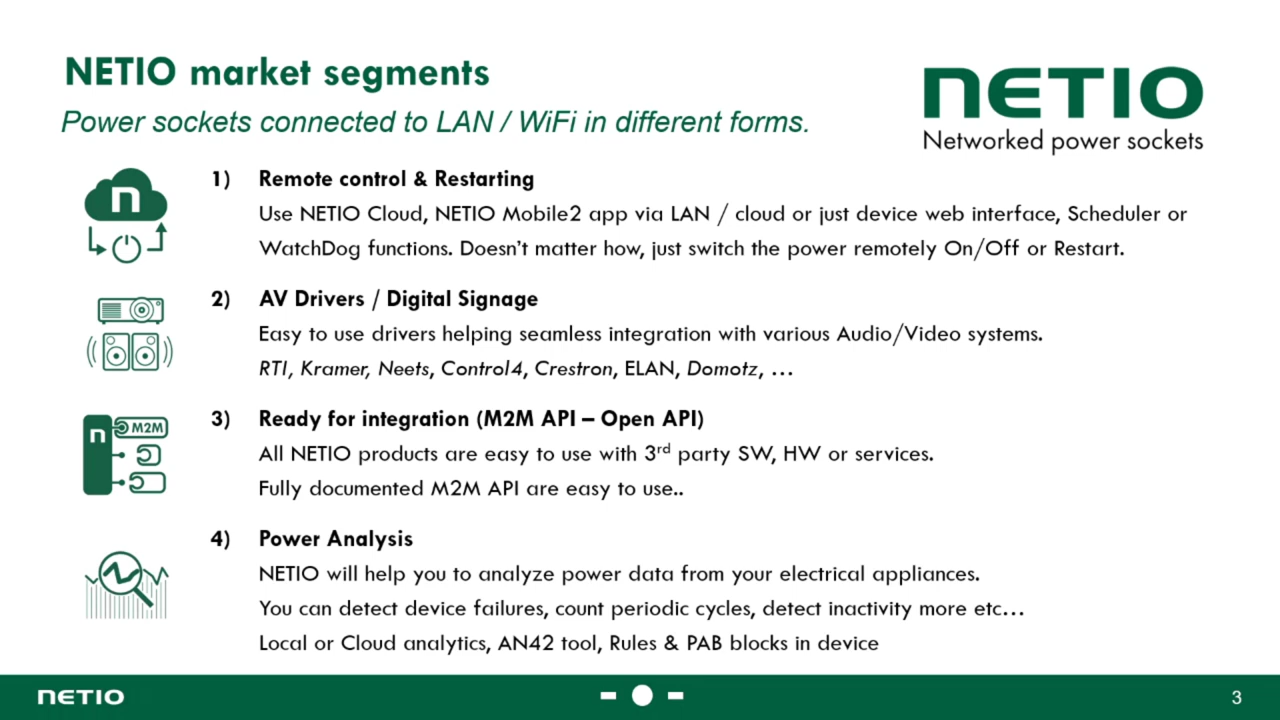 NETIO market segments
Power sockets connected to LAN / WiFi in different forms.
NETIO
Networked power sockets
n
1) Remote control & Restarting
Use NETIO Cloud, NETIO Mobile2 app via LAN / cloud or just device web interface, Scheduler or
WatchDog functions. Doesn't matter how, just switch the power remotely On/Off or Restart.
2) AV Drivers / Digital Signage
Easy to use drivers helping seamless integration with various Audio/Video systems.
RTI, Kramer, Neets, Control4, Crestron, ELAN, Domotz, …
n M2M
3) Ready for integration (M2M API – Open API)
All NETIO products are easy to use with 3rd party SW, HW or services.
Fully documented M2M API are easy to use..
4) Power Analysis
NETIO will help you to analyze power data from your electrical appliances.
You can detect device failures, count periodic cycles, detect inactivity more etc…
Local or Cloud analytics, AN42 tool, Rules & PAB blocks in device
NETIO
3